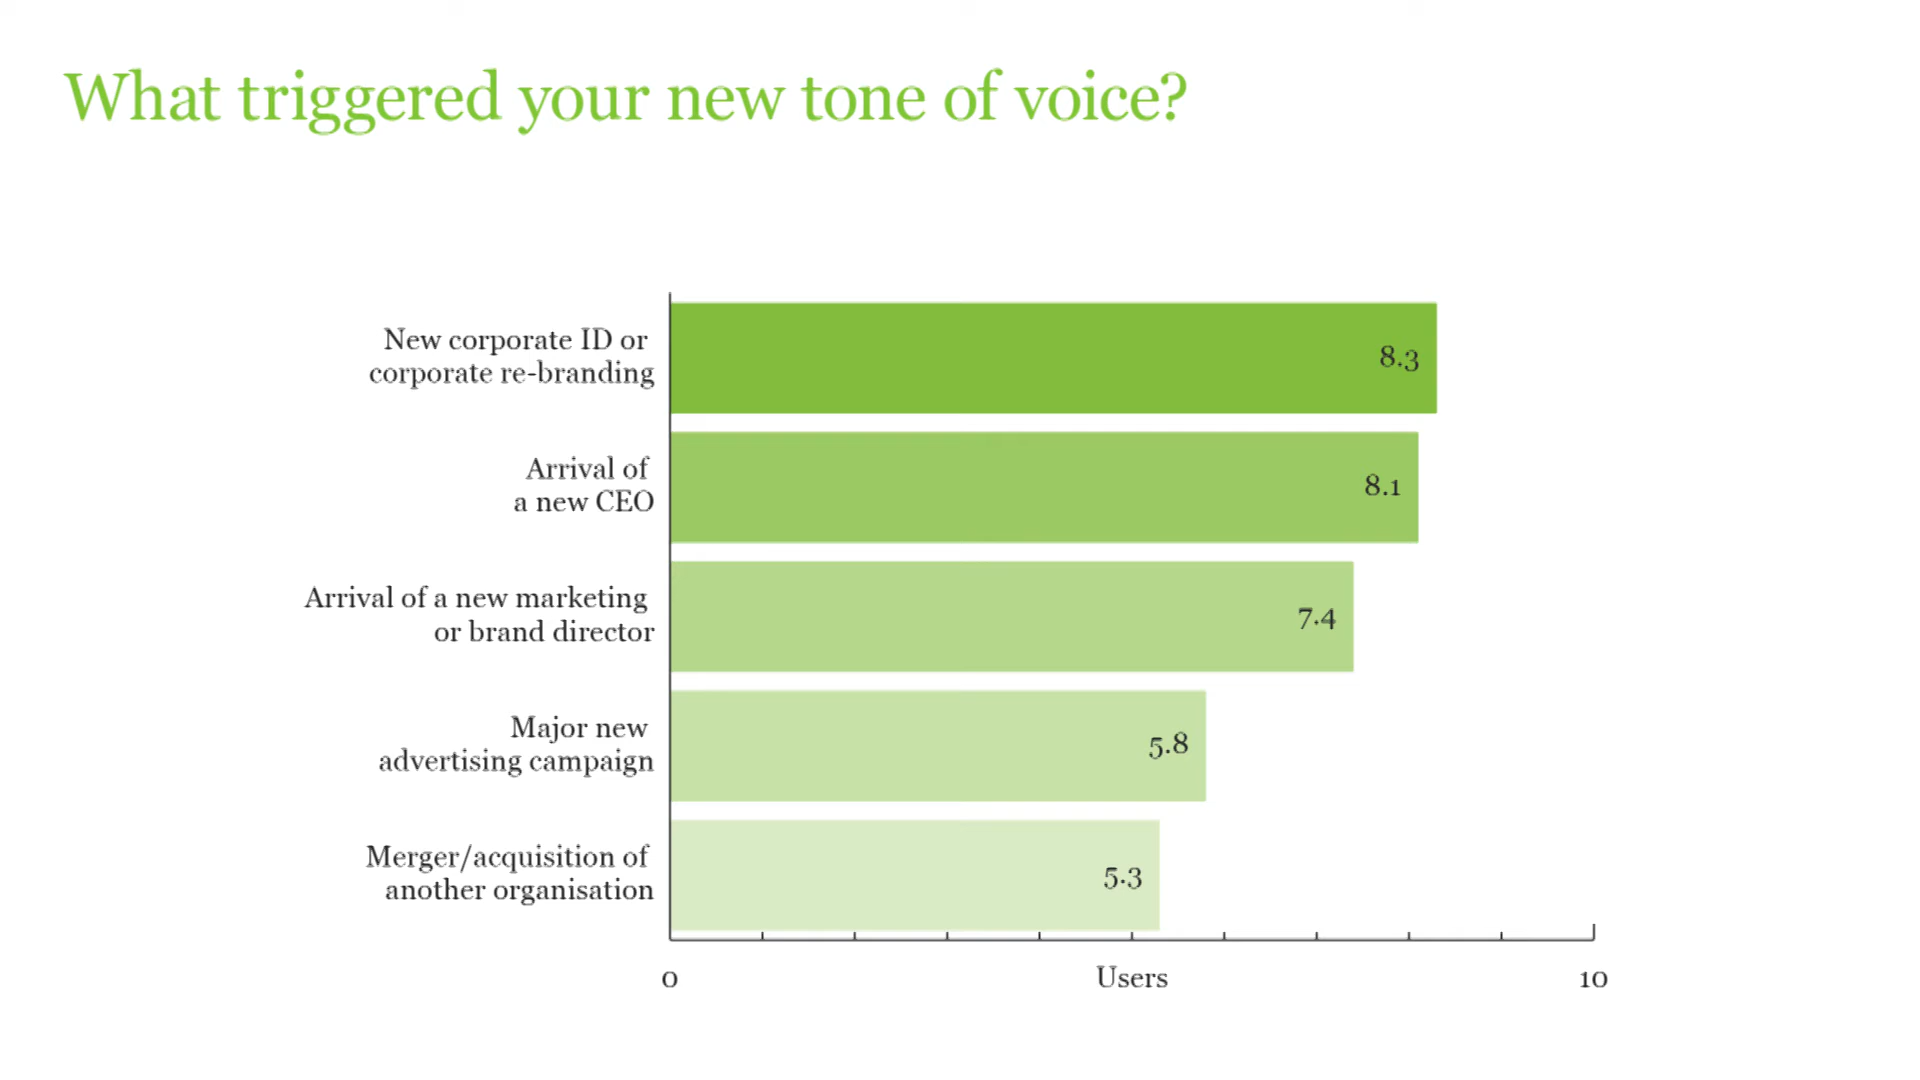 What triggered your new tone of voice?
New corporate ID or
corporate re-branding
8.3
Arrival of
a new CEO
8.1
Arrival of a new marketing
or brand director
7.4
Major new
advertising campaign
5.8
Merger/acquisition of
another organisation
5.3
0
Users
10